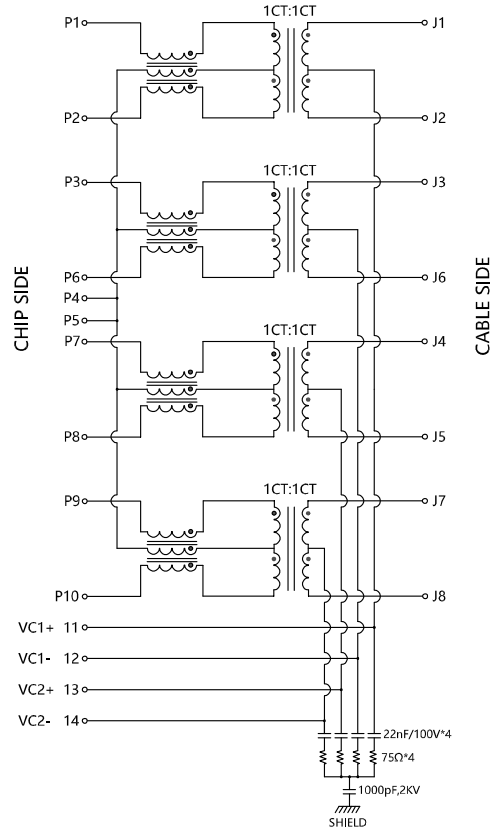 1CT:1CT
P1
J1
P2
J2
1CT:1CT
P3
J3
P6
J6
P4
P5
CHIP SIDE
CABLE SIDE
1CT:1CT
P7
J4
P8
J5
1CT:1CT
P9
J7
P10
J8
VC1+ 11
VC1- 12
VC2+ 13
VC2- 14
22nF/100V*4
75Ω*4
1000pF,2KV
SHIELD